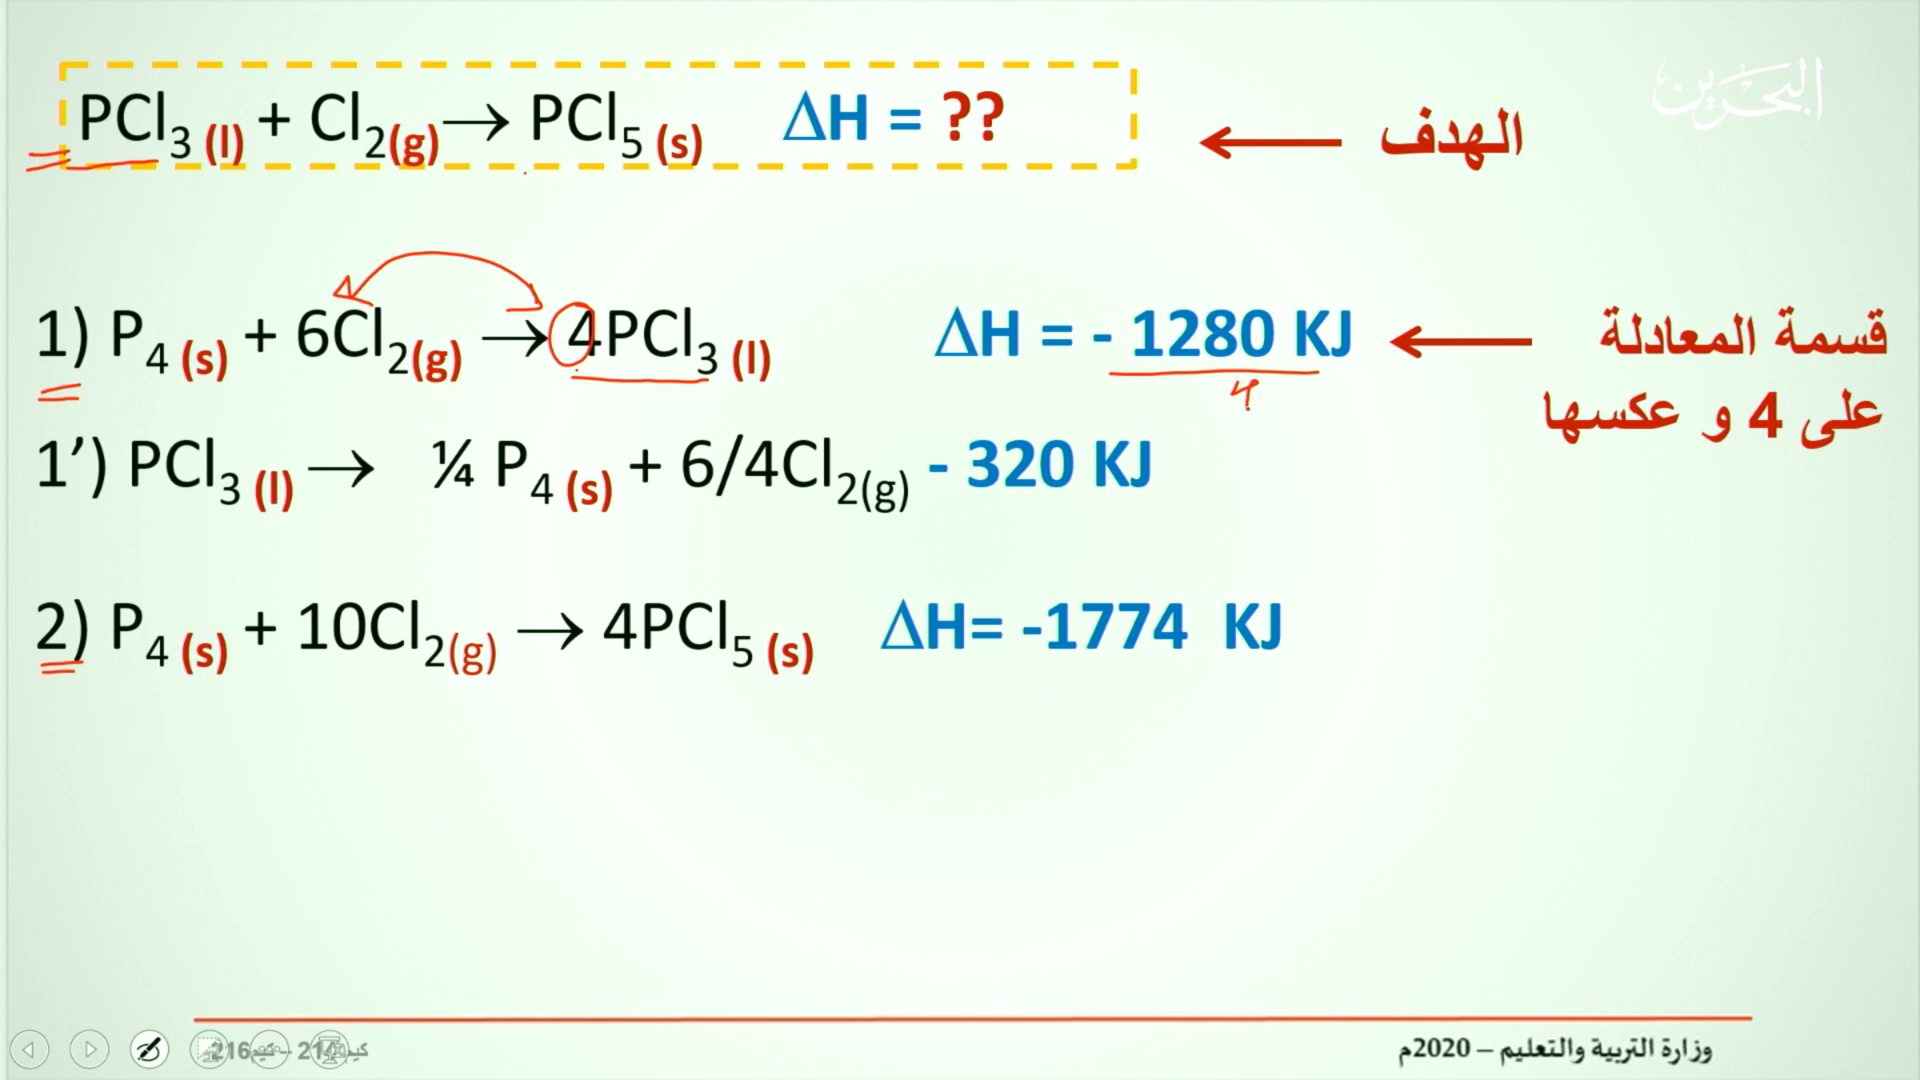 PCl₃ (l) + Cl₂(g) → PCl₅ (s) ΔH = ??
الهدف
البحرين
1) P₄ (s) + 6Cl₂(g) → 4PCl₃ (l) ΔH = - 1280 KJ
4
قسمة المعادلة
على 4 و عكسها
1’) PCl₃ (l) → ¼ P₄ (s) + 6/4Cl₂(g) - 320 KJ
2) P₄ (s) + 10Cl₂(g) → 4PCl₅ (s) ΔH= -1774 KJ
وزارة التربية والتعليم – 2020م